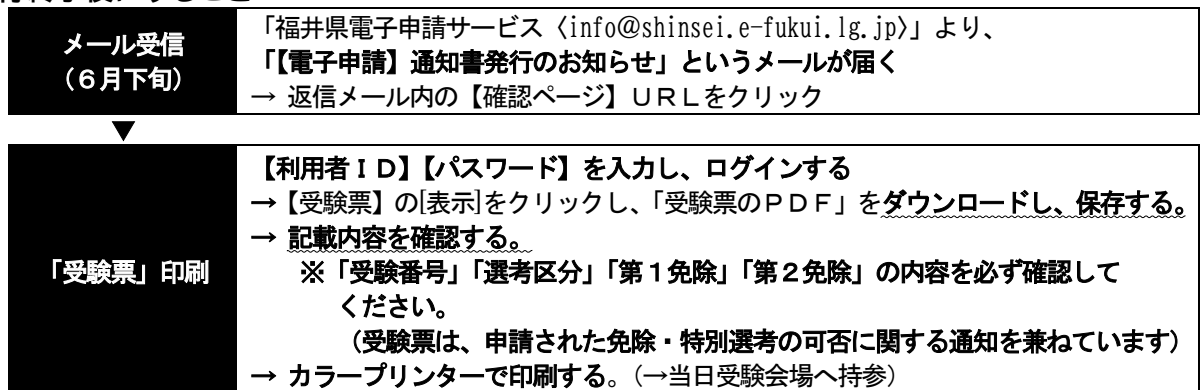 メール受信
(6月下旬)
「福井県電子申請サービス〈info@shinsei.e-fukui.lg.jp〉」より、
「【電子申請】通知書発行のお知らせ」というメールが届く
→ 返信メール内の【確認ページ】URLをクリック
▼
「受験票」印刷
【利用者ID】【パスワード】を入力し、ログインする
→【受験票】の[表示]をクリックし、「受験票のPDF」をダウンロードし、保存する。
→ 記載内容を確認する。
※「受験番号」「選考区分」「第1免除」「第2免除」の内容を必ず確認して
ください。
(受験票は、申請された免除・特別選考の可否に関する通知を兼ねています)
→ カラープリンターで印刷する。(→当日受験会場へ持参)